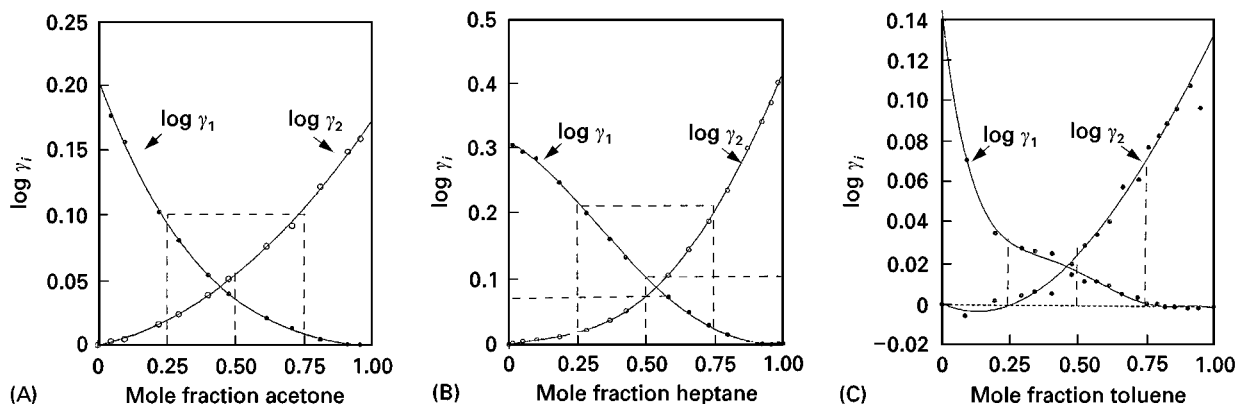 0.25
0.20
0.15
0.10
0.05
0
log γᵢ
log γ₁
log γ₂
0 0.25 0.50 0.75 1.00
(A) Mole fraction acetone
0.5
0.4
0.3
0.2
0.1
0
log γᵢ
log γ₁
log γ₂
0 0.25 0.50 0.75 1.00
(B) Mole fraction heptane
0.14
0.12
0.10
0.08
0.06
0.04
0.02
0
−0.02
log γᵢ
log γ₁
log γ₂
0 0.25 0.50 0.75 1.00
(C) Mole fraction toluene